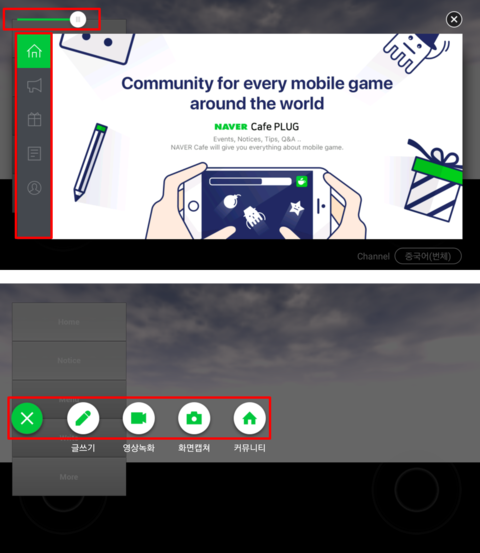 Community for every mobile game
around the world
NAVER Cafe PLUG
Events, Notices, Tips, Q&A ..
NAVER Cafe will give you everything about mobile game.
Channel 중국어(번체)
Home
Notice
글쓰기 영상녹화 화면캡쳐 커뮤니티
More